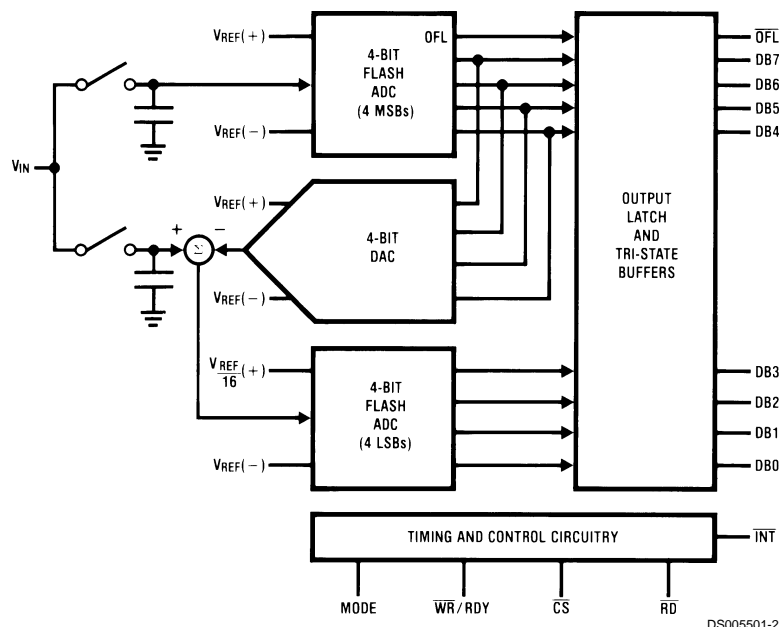 VREF(+)
OFL
4-BIT
FLASH
ADC
(4 MSBs)
VREF(−)
OFL
DB7
DB6
DB5
DB4
VIN
VREF(+)
+
−
Σ
4-BIT
DAC
VREF(−)
OUTPUT
LATCH
AND
TRI-STATE
BUFFERS
VREF(+)
16
4-BIT
FLASH
ADC
(4 LSBs)
VREF(−)
DB3
DB2
DB1
DB0
TIMING AND CONTROL CIRCUITRY
INT
MODE
WR/RDY
CS
RD
DS005501-2